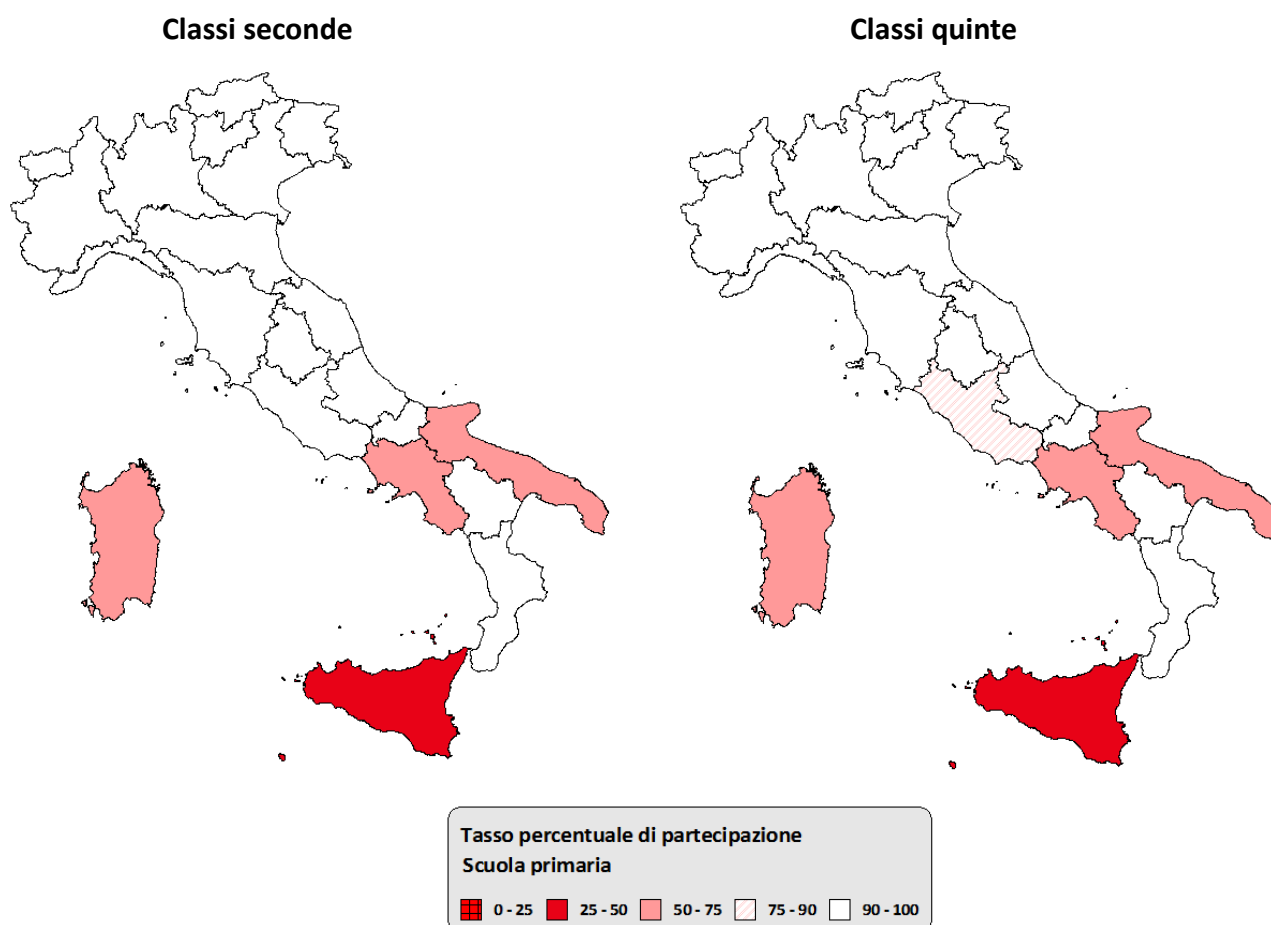 Classi seconde
Classi quinte
Tasso percentuale di partecipazione
Scuola primaria
0 - 25 25 - 50 50 - 75 75 - 90 90 - 100